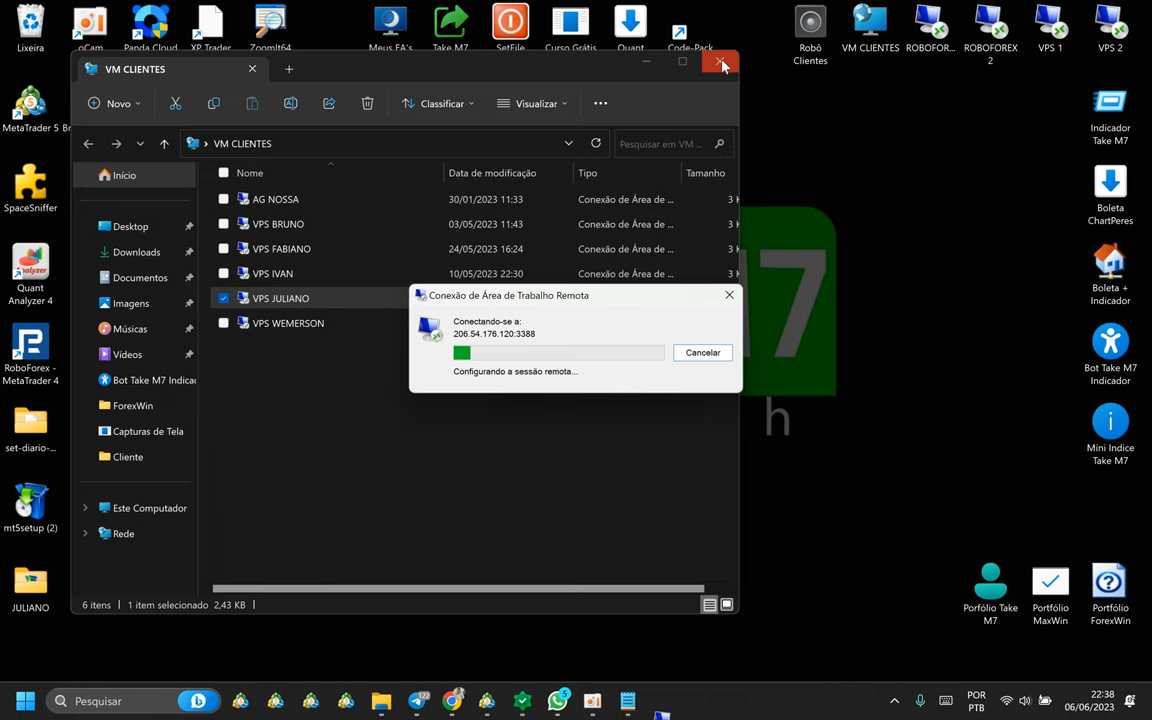 Lixeira
oCam
Panda Cloud
XP Trader
ZoomIt64
Meus EA's
Take M7
SetFile
Curso Grátis
Quant
Code-Pack
Robô
Clientes
VM CLIENTES
ROBOFOR...
ROBOFOREX
2
VPS 1
VPS 2
VM CLIENTES
Novo
Classificar
Visualizar
VM CLIENTES
Pesquisar em VM ...
Início
Nome
Data de modificação
Tipo
Tamanho
AG NOSSA
30/01/2023 11:33
Conexão de Área de ...
3 K
VPS BRUNO
03/05/2023 11:43
Conexão de Área de ...
3 K
VPS FABIANO
24/05/2023 16:24
Conexão de Área de ...
3 K
VPS IVAN
10/05/2023 22:30
Conexão de Área de ...
3 K
VPS JULIANO
VPS WEMERSON
Desktop
Downloads
Documentos
Imagens
Músicas
Vídeos
Bot Take M7 Indica
ForexWin
Capturas de Tela
Cliente
Este Computador
Rede
6 itens
1 item selecionado 2,43 KB
Conexão de Área de Trabalho Remota
Conectando-se a:
206.54.176.120:3388
Cancelar
Configurando a sessão remota...
MetaTrader 5
SpaceSniffer
Quant
Analyzer 4
RoboForex -
MetaTrader 4
set-diario-...
mt5setup (2)
JULIANO
7
h
Indicador
Take M7
Boleta
ChartPeres
Boleta +
Indicador
Bot Take M7
Indicador
Mini Indice
Take M7
Porfólio Take
M7
Portfólio
MaxWin
Portfólio
ForexWin
Pesquisar
122
5
POR
PTB
22:38
06/06/2023